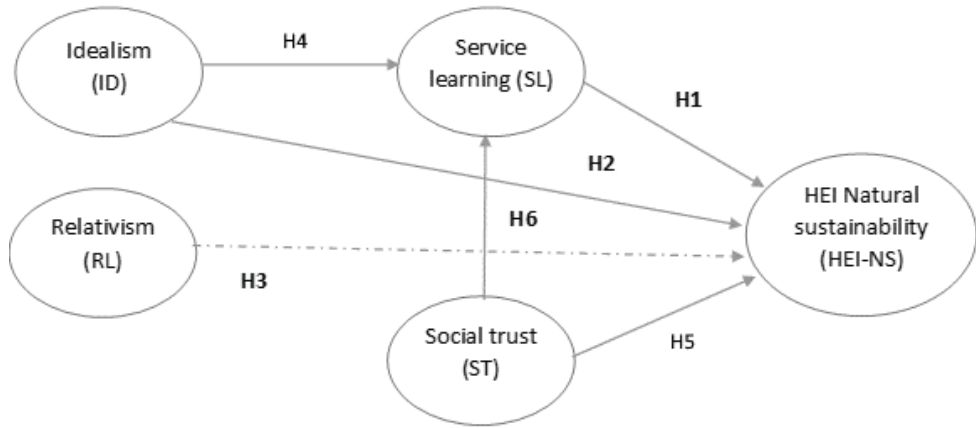 Idealism
(ID)
H4
Service
learning (SL)
H1
H2
HEI Natural
sustainability
(HEI-NS)
Relativism
(RL)
H6
H3
Social trust
(ST)
H5